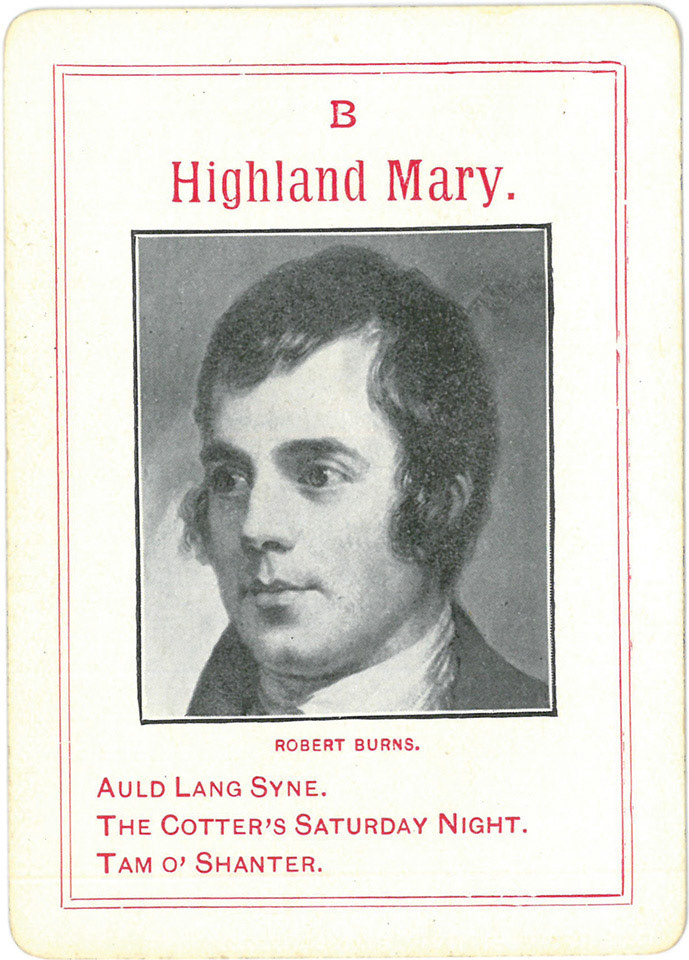 B
Highland Mary.
ROBERT BURNS.
AULD LANG SYNE.
THE COTTER'S SATURDAY NIGHT.
TAM O' SHANTER.